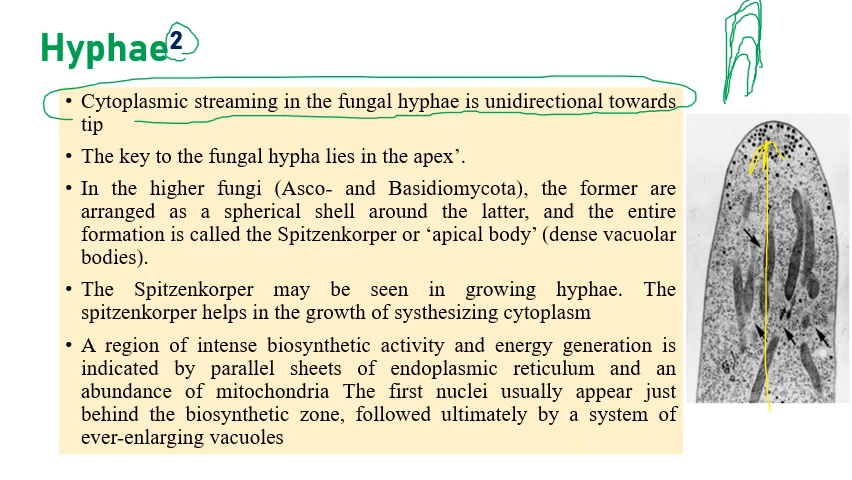 Hyphae²
• Cytoplasmic streaming in the fungal hyphae is unidirectional towards
tip
• The key to the fungal hypha lies in the apex’.
• In the higher fungi (Asco- and Basidiomycota), the former are
arranged as a spherical shell around the latter, and the entire
formation is called the Spitzenkorper or ‘apical body’ (dense vacuolar
bodies).
• The Spitzenkorper may be seen in growing hyphae. The
spitzenkorper helps in the growth of systhesizing cytoplasm
• A region of intense biosynthetic activity and energy generation is
indicated by parallel sheets of endoplasmic reticulum and an
abundance of mitochondria The first nuclei usually appear just
behind the biosynthetic zone, followed ultimately by a system of
ever-enlarging vacuoles